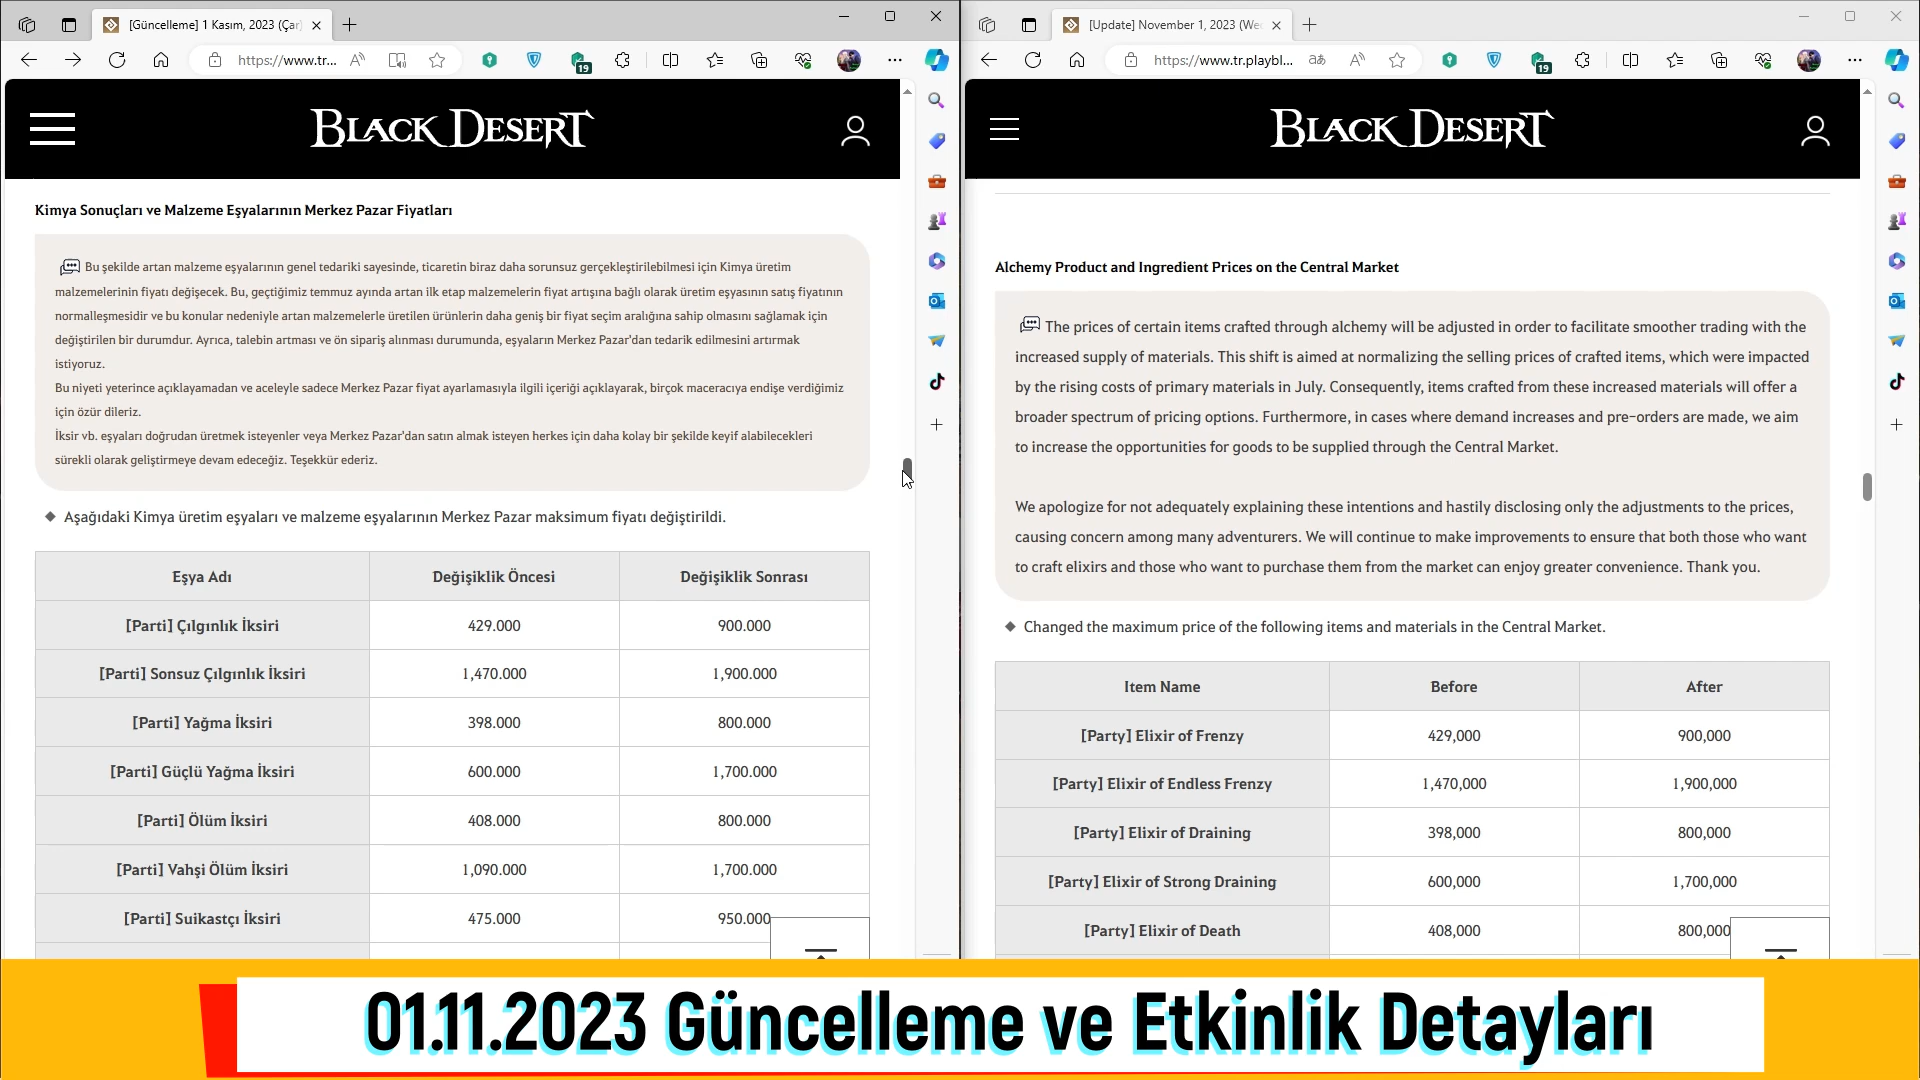 [Güncelleme] 1 Kasım, 2023 (Çar
https://www.tr...
19
BLACK DESERT
Kimya Sonuçları ve Malzeme Eşyalarının Merkez Pazar Fiyatları
Bu şekilde artan malzeme eşyalarının genel tedariki sayesinde, ticaretin biraz daha sorunsuz gerçekleştirilebilmesi için Kimya üretim
malzemelerinin fiyatı değişecek. Bu, geçtiğimiz temmuz ayında artan ilk etap malzemelerin fiyat artışına bağlı olarak üretim eşyasının satış fiyatının
normalleşmesidir ve bu konular nedeniyle artan malzemelerle üretilen ürünlerin daha geniş bir fiyat seçim aralığına sahip olmasını sağlamak için
değiştirilen bir durumdur. Ayrıca, talebin artması ve ön sipariş alınması durumunda, eşyaların Merkez Pazar'dan tedarik edilmesini artırmak
istiyoruz.
Bu niyeti yeterince açıklayamadan ve aceleyle sadece Merkez Pazar fiyat ayarlamasıyla ilgili içeriği açıklayarak, birçok maceracıya endişe verdiğimiz
için özür dileriz.
İksir vb. eşyaları doğrudan üretmek isteyenler veya Merkez Pazar'dan satın almak isteyen herkes için daha kolay bir şekilde keyif alabilecekleri
sürekli olarak geliştirmeye devam edeceğiz. Teşekkür ederiz.
◆ Aşağıdaki Kimya üretim eşyaları ve malzeme eşyalarının Merkez Pazar maksimum fiyatı değiştirildi.
Eşya Adı Değişiklik Öncesi Değişiklik Sonrası
[Parti] Çılgınlık İksiri 429.000 900.000
[Parti] Sonsuz Çılgınlık İksiri 1,470.000 1,900.000
[Parti] Yağma İksiri 398.000 800.000
[Parti] Güçlü Yağma İksiri 600.000 1,700.000
[Parti] Ölüm İksiri 408.000 800.000
[Parti] Vahşi Ölüm İksiri 1,090.000 1,700.000
[Parti] Suikastçı İksiri 475.000 950.000
[Update] November 1, 2023 (We
https://www.tr.playbl...
19
BLACK DESERT
Alchemy Product and Ingredient Prices on the Central Market
The prices of certain items crafted through alchemy will be adjusted in order to facilitate smoother trading with the
increased supply of materials. This shift is aimed at normalizing the selling prices of crafted items, which were impacted
by the rising costs of primary materials in July. Consequently, items crafted from these increased materials will offer a
broader spectrum of pricing options. Furthermore, in cases where demand increases and pre-orders are made, we aim
to increase the opportunities for goods to be supplied through the Central Market.
We apologize for not adequately explaining these intentions and hastily disclosing only the adjustments to the prices,
causing concern among many adventurers. We will continue to make improvements to ensure that both those who want
to craft elixirs and those who want to purchase them from the market can enjoy greater convenience. Thank you.
◆ Changed the maximum price of the following items and materials in the Central Market.
Item Name Before After
[Party] Elixir of Frenzy 429,000 900,000
[Party] Elixir of Endless Frenzy 1,470,000 1,900,000
[Party] Elixir of Draining 398,000 800,000
[Party] Elixir of Strong Draining 600,000 1,700,000
[Party] Elixir of Death 408,000 800,000
01.11.2023 Güncelleme ve Etkinlik Detayları